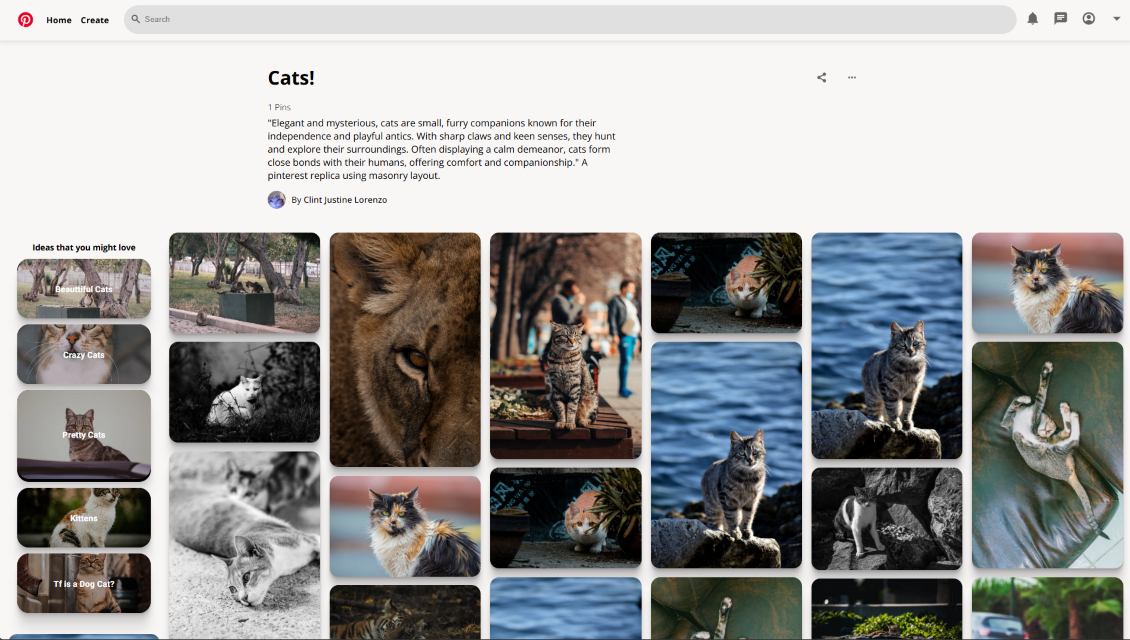 Home Create Search
Cats!
1 Pins
"Elegant and mysterious, cats are small, furry companions known for their
independence and playful antics. With sharp claws and keen senses, they hunt
and explore their surroundings. Often displaying a calm demeanor, cats form
close bonds with their humans, offering comfort and companionship." A
pinterest replica using masonry layout.
By Clint Justine Lorenzo
Ideas that you might love
Beautiful Cats
Crazy Cats
Pretty Cats
Kittens
Tf is a Dog Cat?